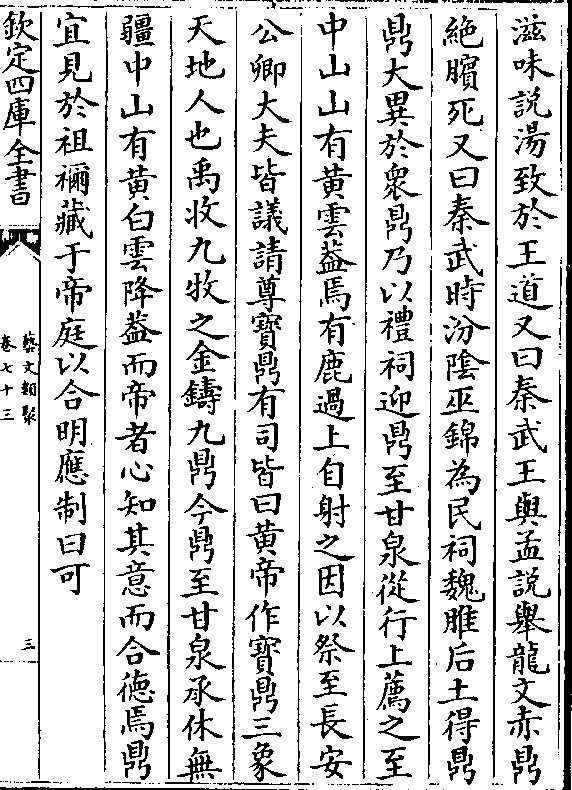 滋味說湯致於王道又曰秦武王與孟說舉龍文赤鼎
絶臏死又曰秦武時汾陰巫錦為民祠魏脽后土得鼎
鼎大異於衆鼎乃以禮祠迎鼎至甘泉從行上薦之至
中山山有黄雲葢焉有鹿過上自射之因以祭至長安
公卿大夫皆議請尊寶鼎有司皆曰黄帝作寶鼎三象
天地人也禹收九牧之金鑄九鼎今鼎至甘泉承休無
疆中山有黄白雲降葢而帝者心知其意而合徳焉鼎
宜見於祖禰藏于帝庭以合明應制曰可
欽定四庫全書
藝文類聚
卷七十三
三